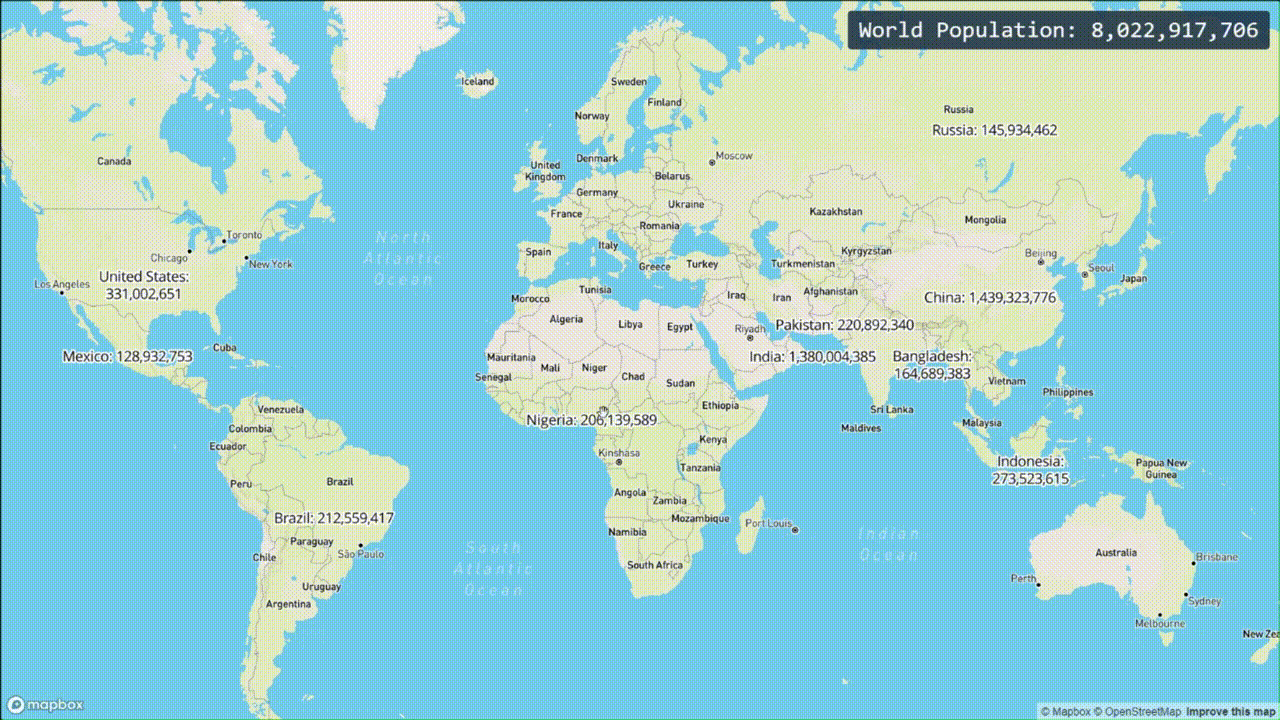 World Population: 8,022,917,706
Iceland
Sweden
Finland
Norway
Russia
Russia: 145,934,462
Canada
United
Kingdom
Denmark
Moscow
Belarus
Germany
Ukraine
France
Romania
Kazakhstan
Mongolia
Toronto
Chicago
New York
North
Atlantic
Ocean
Spain
Italy
Greece
Turkey
Turkmenistan
Kyrgyzstan
Beijing
Seoul
Japan
Los Angeles
United States:
331,002,651
Morocco
Tunisia
Iraq
Iran
Afghanistan
China: 1,439,323,776
Algeria
Libya
Egypt
Riyadh
Pakistan: 220,892,340
Mexico: 128,932,753
Cuba
Mauritania
Mali
Niger
Chad
Sudan
India: 1,380,004,385
Bangladesh:
164,689,383
Senegal
Vietnam
Philippines
Venezuela
Colombia
Ecuador
Nigeria: 206,139,589
Ethiopia
Kenya
Sri Lanka
Maldives
Malaysia
Kinshasa
Tanzania
Indonesia:
273,523,615
Papua New
Guinea
Peru
Brazil
Brazil: 212,559,417
Angola
Zambia
Mozambique
Namibia
Port Louis
Indian
Ocean
Australia
Brisbane
Paraguay
Chile
São Paulo
South
Atlantic
Ocean
South Africa
Perth
Sydney
Uruguay
Argentina
Melbourne
New Zea
mapbox
© Mapbox © OpenStreetMap Improve this map